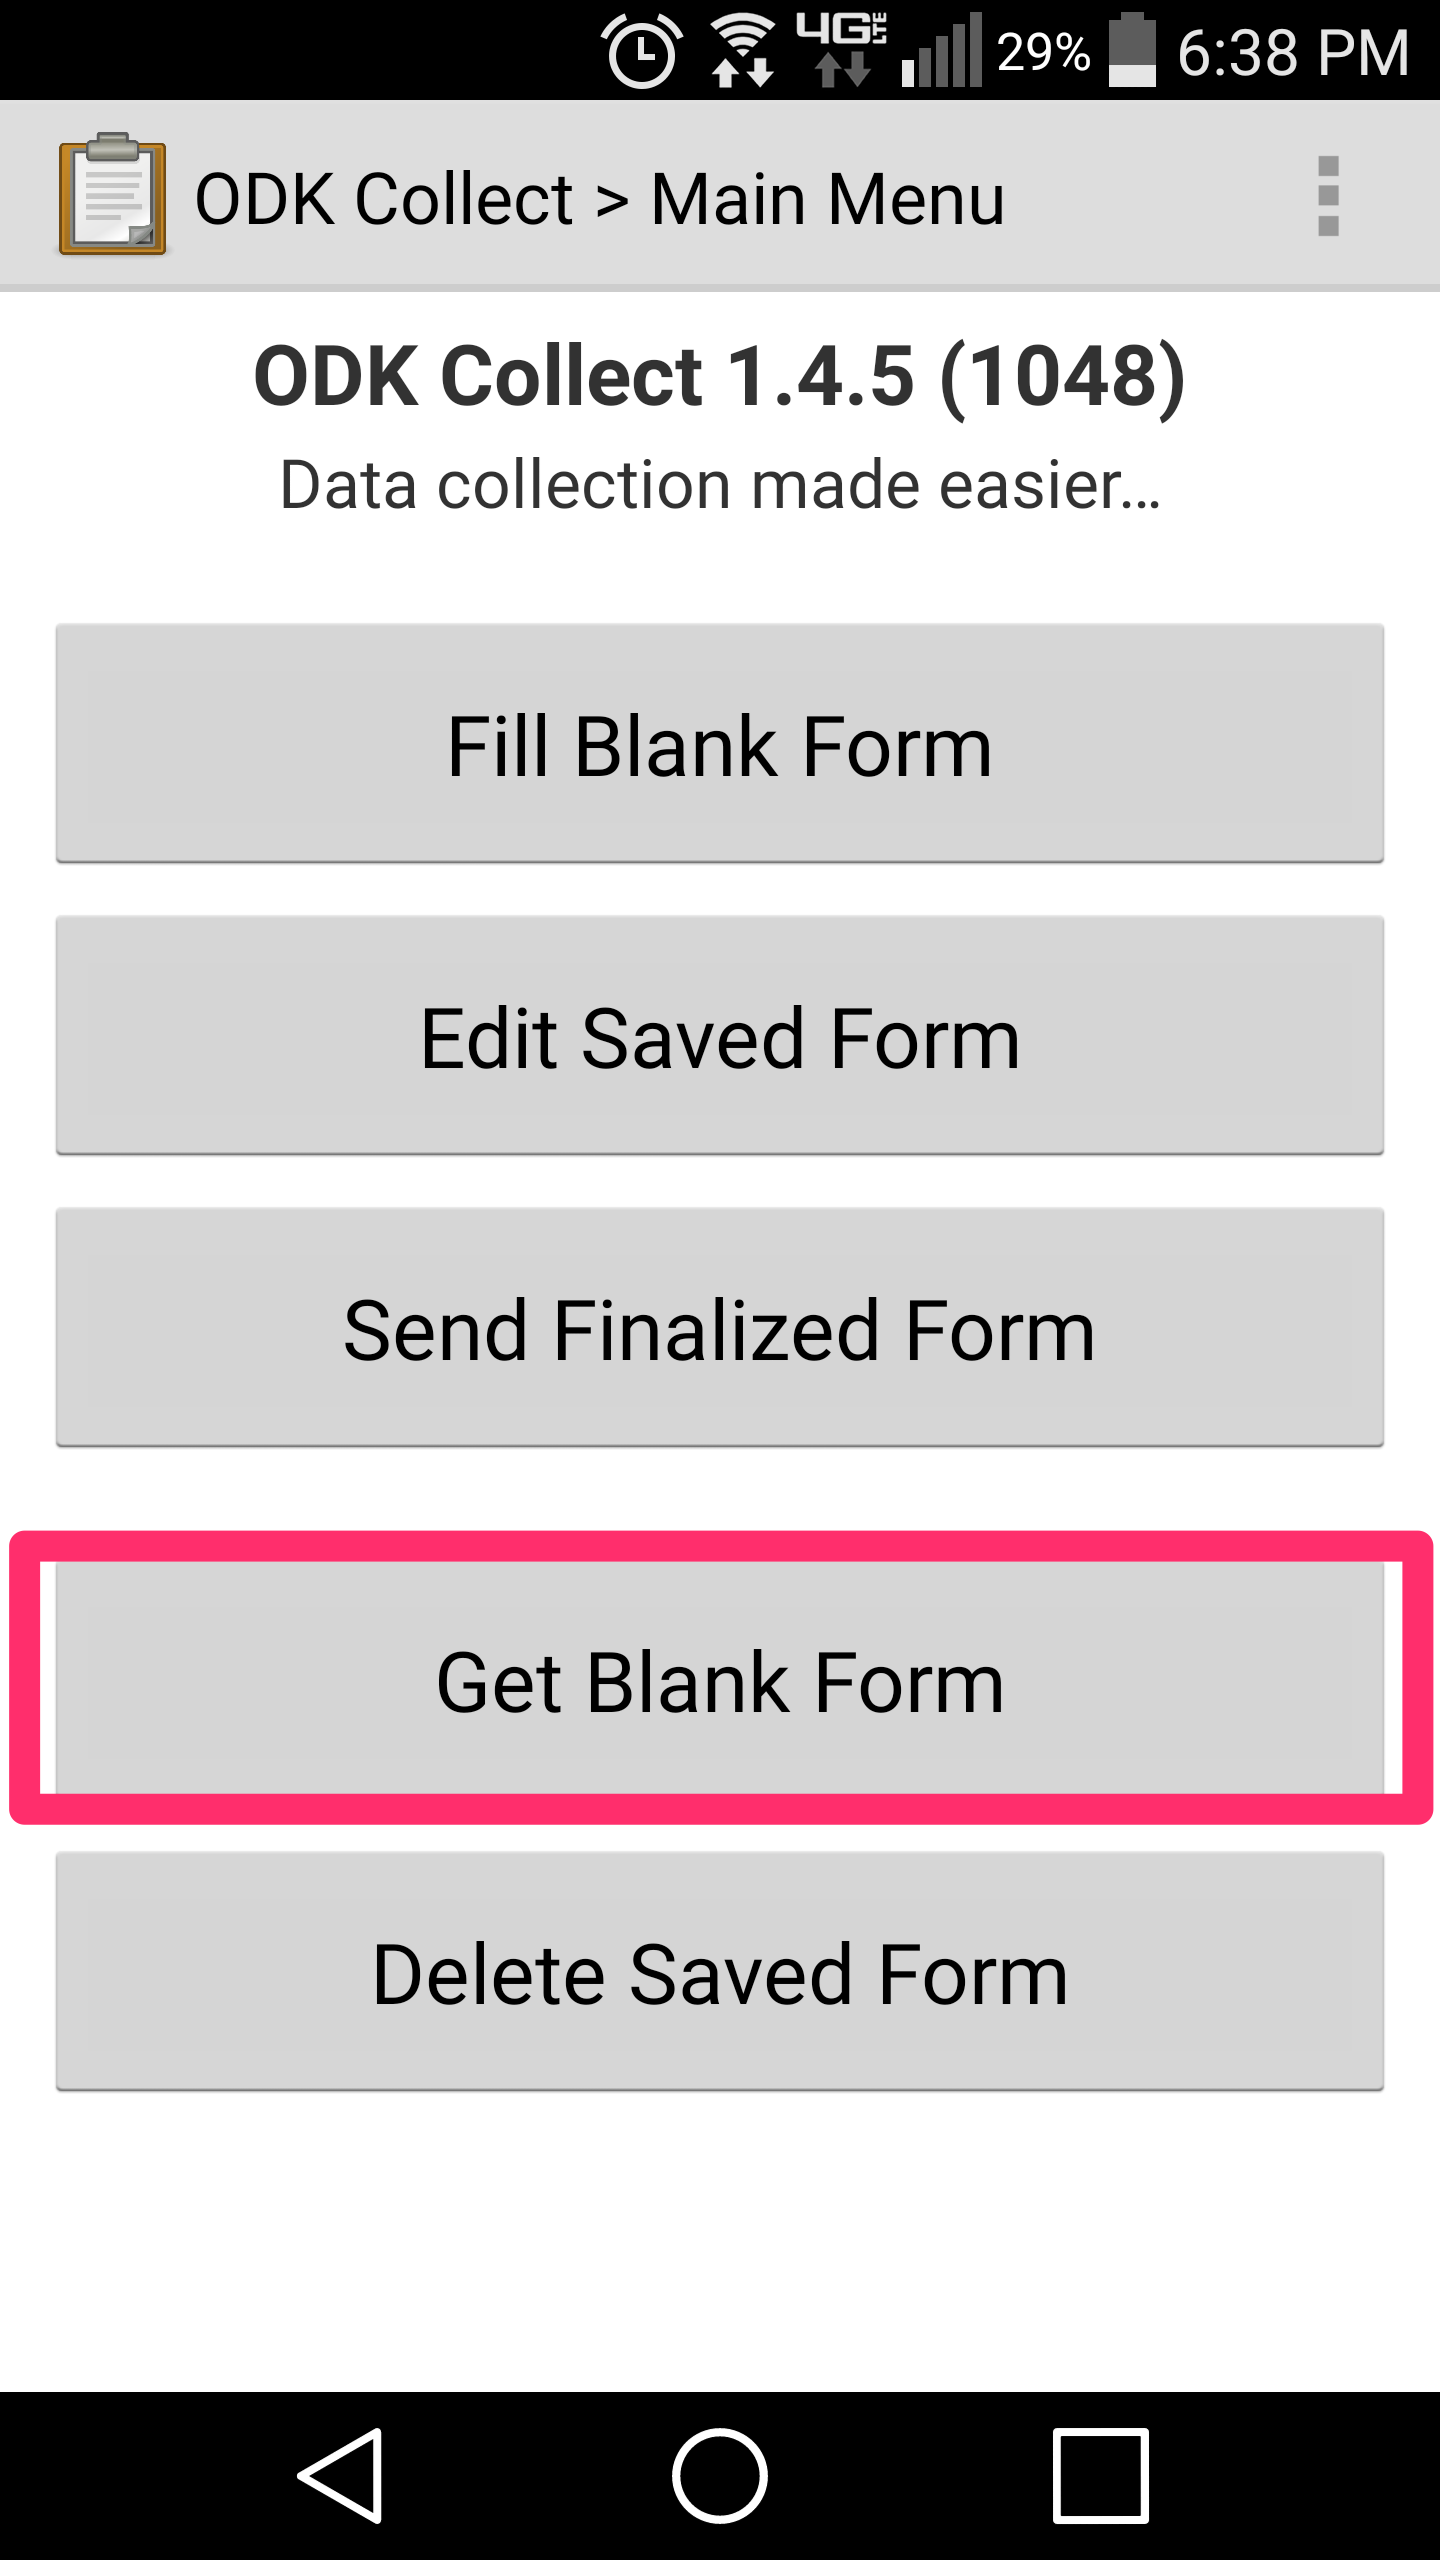 4G LTE 29% 6:38 PM
ODK Collect > Main Menu
ODK Collect 1.4.5 (1048)
Data collection made easier...
Fill Blank Form
Edit Saved Form
Send Finalized Form
Get Blank Form
Delete Saved Form